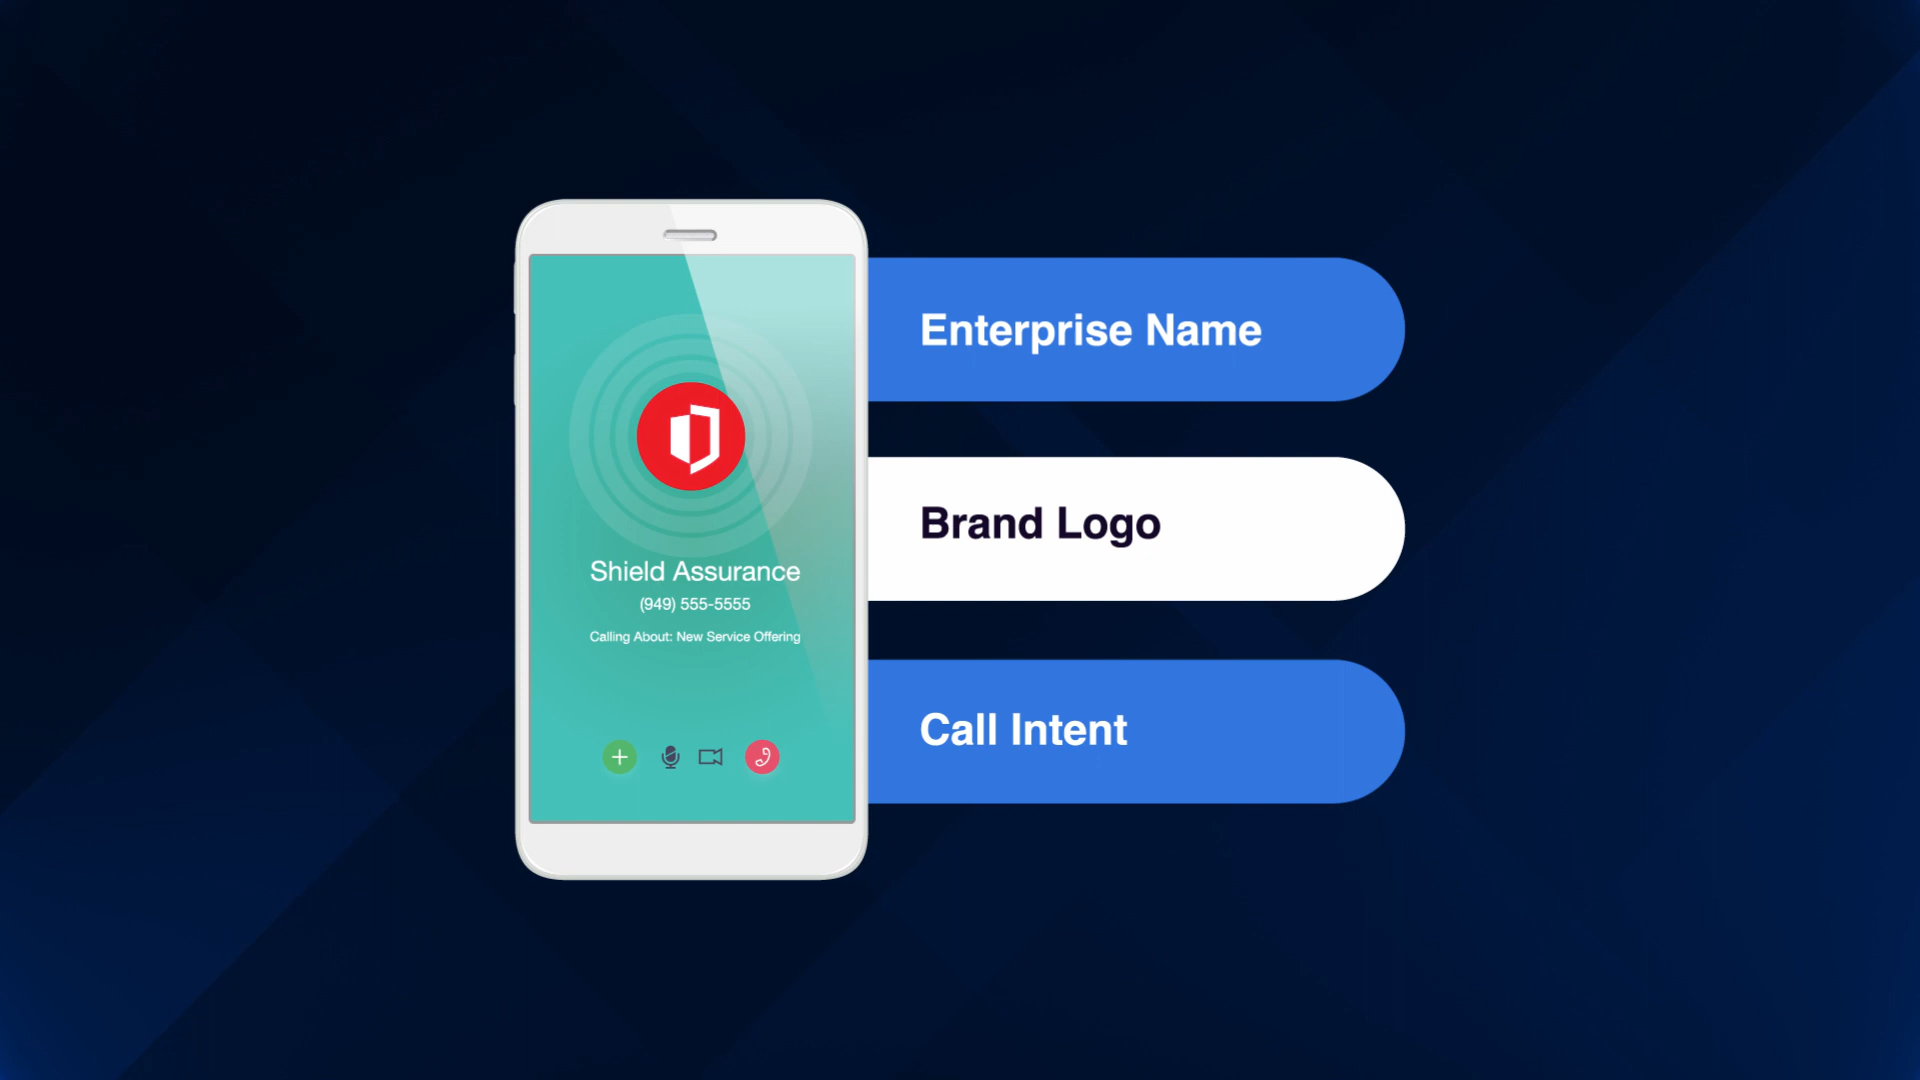 Shield Assurance
(949) 555-5555
Calling About: New Service Offering
Enterprise Name
Brand Logo
Call Intent